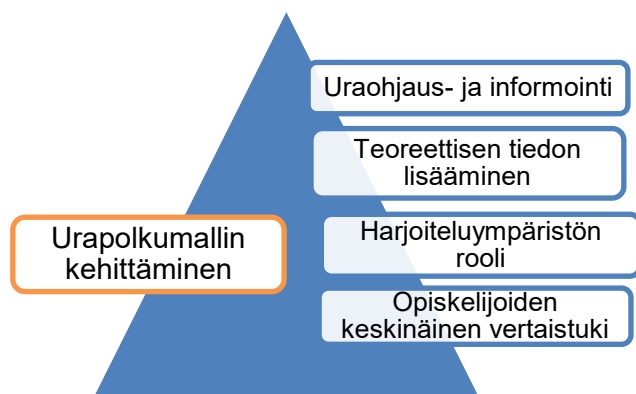 Uraohjaus- ja informointi
Teoreettisen tiedon
lisääminen
Urapolkumallin
kehittäminen
Harjoiteluympäristön
rooli
Opiskelijoiden
keskinäinen vertaistuki